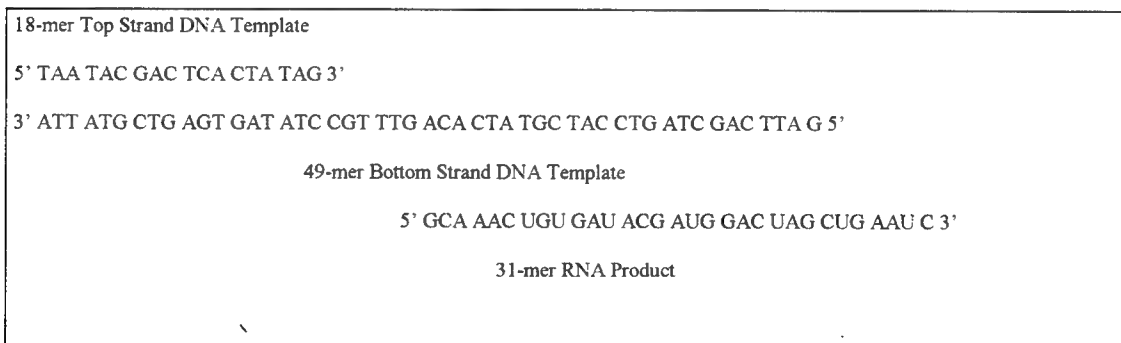 18-mer Top Strand DNA Template
5' TAA TAC GAC TCA CTA TAG 3'
3' ATT ATG CTG AGT GAT ATC CGT TTG ACA CTA TGC TAC CTG ATC GAC TTA G 5'
49-mer Bottom Strand DNA Template
5' GCA AAC UGU GAU ACG AUG GAC UAG CUG AAU C 3'
31-mer RNA Product